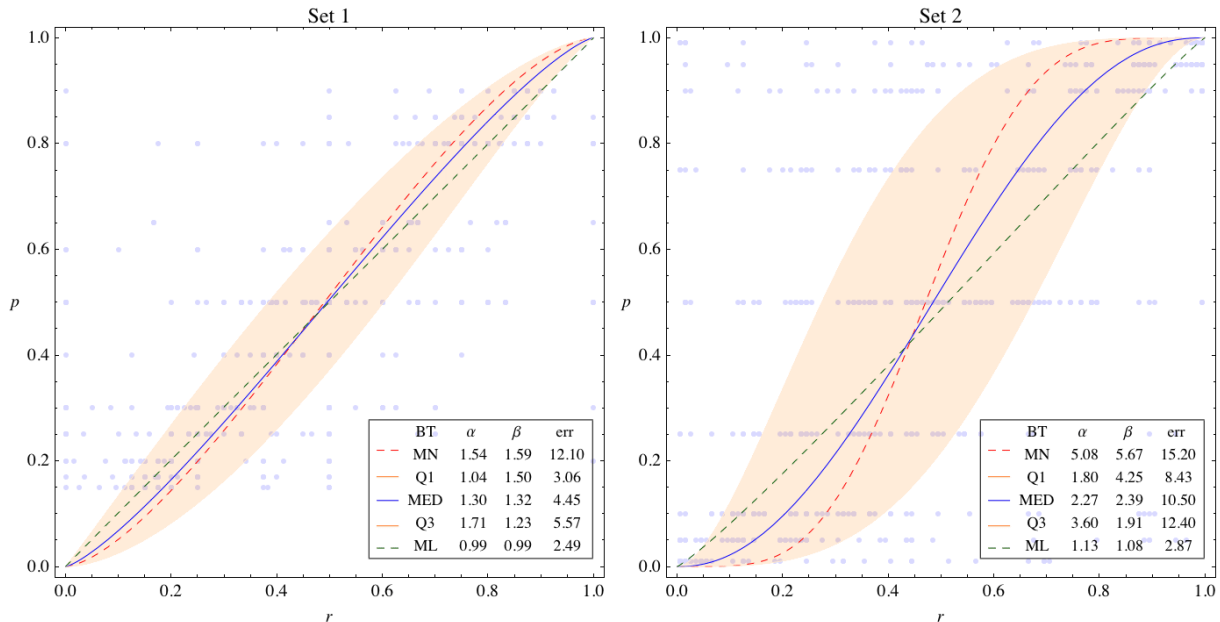 Set 1
1.0
0.8
0.6
p
0.4
0.2
0.0
0.0 0.2 0.4 0.6 0.8 1.0
r
BT α β err
MN 1.54 1.59 12.10
Q1 1.04 1.50 3.06
MED 1.30 1.32 4.45
Q3 1.71 1.23 5.57
ML 0.99 0.99 2.49
Set 2
1.0
0.8
0.6
p
0.4
0.2
0.0
0.0 0.2 0.4 0.6 0.8 1.0
r
BT α β err
MN 5.08 5.67 15.20
Q1 1.80 4.25 8.43
MED 2.27 2.39 10.50
Q3 3.60 1.91 12.40
ML 1.13 1.08 2.87